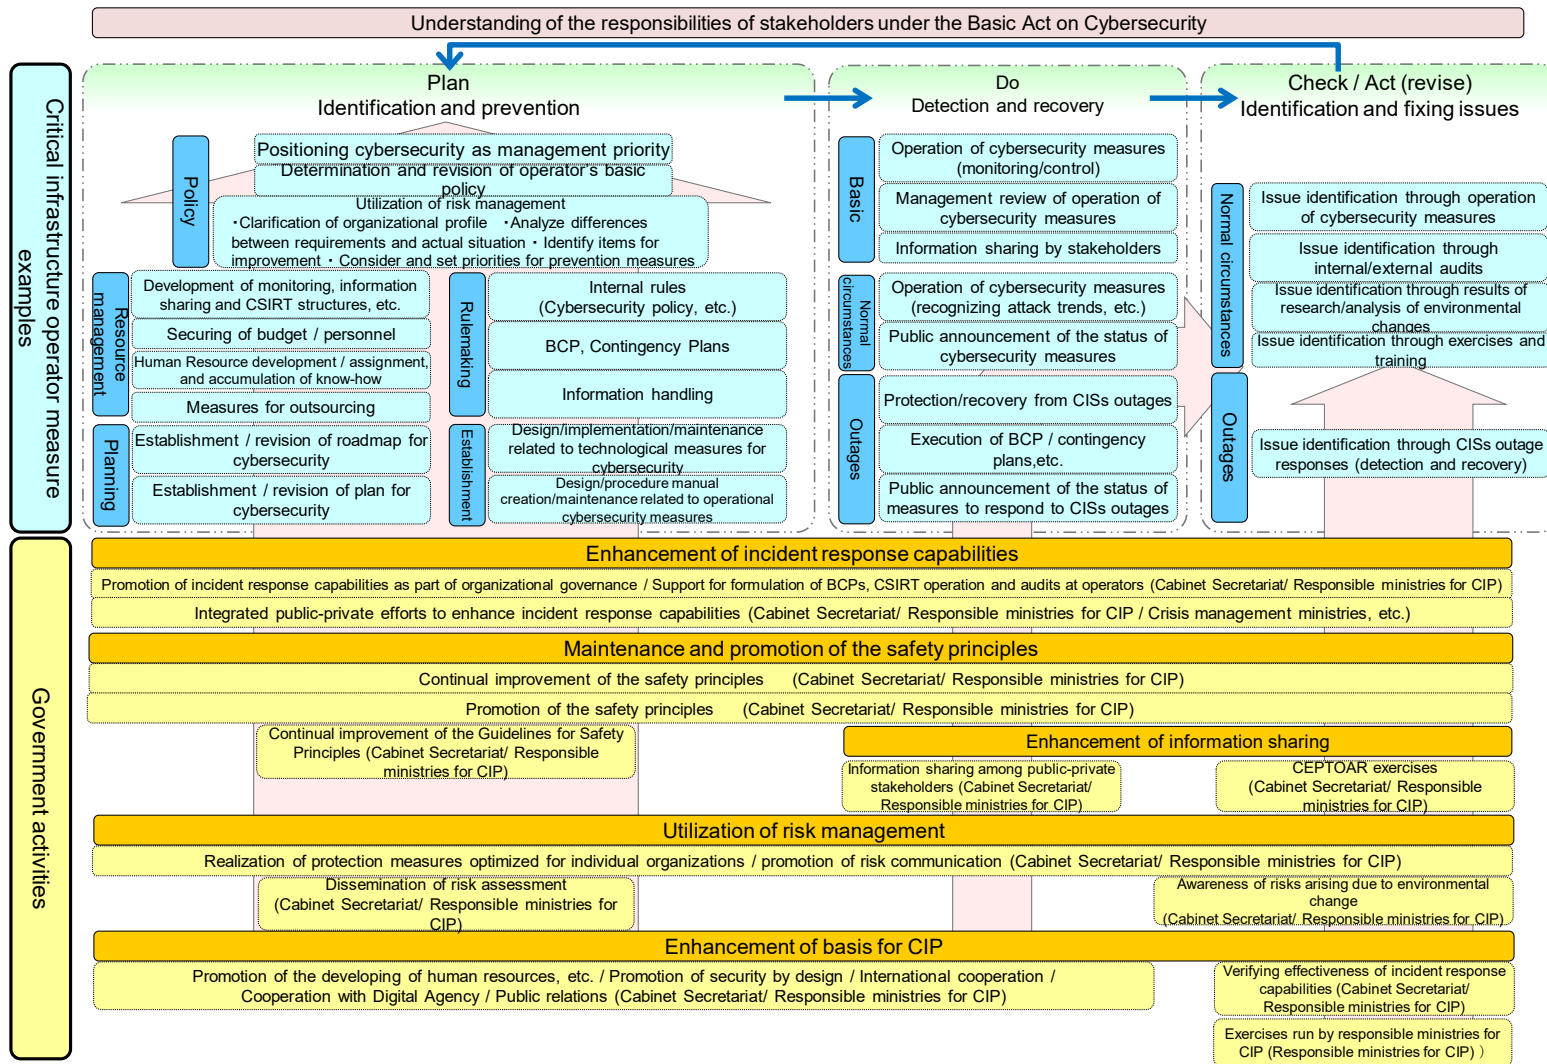 Understanding of the responsibilities of stakeholders under the Basic Act on Cybersecurity
Critical infrastructure operator measure
examples
Plan
Identification and prevention
Policy
Positioning cybersecurity as management priority
Determination and revision of operator's basic
policy
Utilization of risk management
・Clarification of organizational profile ・Analyze differences
between requirements and actual situation・Identify items for
improvement・Consider and set priorities for prevention measures
Resource
management
Development of monitoring, information
sharing and CSIRT structures, etc.
Securing of budget / personnel
Human Resource development / assignment,
and accumulation of know-how
Measures for outsourcing
Planning
Establishment / revision of roadmap for
cybersecurity
Establishment / revision of plan for
cybersecurity
Rulemaking
Internal rules
(Cybersecurity policy, etc.)
BCP, Contingency Plans
Information handling
Establishment
Design/implementation/maintenance
related to technological measures for
cybersecurity
Design/procedure manual
creation/maintenance related to operational
cybersecurity measures
Do
Detection and recovery
Basic
Operation of cybersecurity measures
(monitoring/control)
Management review of operation of
cybersecurity measures
Information sharing by stakeholders
Normal
circumstances
Operation of cybersecurity measures
(recognizing attack trends, etc.)
Public announcement of the status of
cybersecurity measures
Outages
Protection/recovery from CISs outages
Execution of BCP / contingency
plans,etc.
Public announcement of the status of
measures to respond to CISs outages
Check / Act (revise)
Identification and fixing issues
Normal circumstances
Issue identification through operation
of cybersecurity measures
Issue identification through
internal/external audits
Issue identification through results of
research/analysis of environmental
changes
Issue identification through exercises and
training
Outages
Issue identification through CISs outage
responses (detection and recovery)
Government activities
Enhancement of incident response capabilities
Promotion of incident response capabilities as part of organizational governance / Support for formulation of BCPs, CSIRT operation and audits at operators (Cabinet Secretariat/ Responsible ministries for CIP)
Integrated public-private efforts to enhance incident response capabilities (Cabinet Secretariat/ Responsible ministries for CIP / Crisis management ministries, etc.)
Maintenance and promotion of the safety principles
Continual improvement of the safety principles (Cabinet Secretariat/ Responsible ministries for CIP)
Promotion of the safety principles (Cabinet Secretariat/ Responsible ministries for CIP)
Continual improvement of the Guidelines for Safety
Principles (Cabinet Secretariat/ Responsible
ministries for CIP)
Enhancement of information sharing
Information sharing among public-private
stakeholders (Cabinet Secretariat/
Responsible ministries for CIP)
CEPTOAR exercises
(Cabinet Secretariat/ Responsible
ministries for CIP)
Utilization of risk management
Realization of protection measures optimized for individual organizations / promotion of risk communication (Cabinet Secretariat/ Responsible ministries for CIP)
Dissemination of risk assessment
(Cabinet Secretariat/ Responsible ministries for
CIP)
Awareness of risks arising due to environmental
change
(Cabinet Secretariat/ Responsible ministries for CIP)
Enhancement of basis for CIP
Promotion of the developing of human resources, etc. / Promotion of security by design / International cooperation /
Cooperation with Digital Agency / Public relations (Cabinet Secretariat/ Responsible ministries for CIP)
Verifying effectiveness of incident response
capabilities (Cabinet Secretariat/
Responsible ministries for CIP)
Exercises run by responsible ministries for
CIP (Responsible ministries for CIP) ）